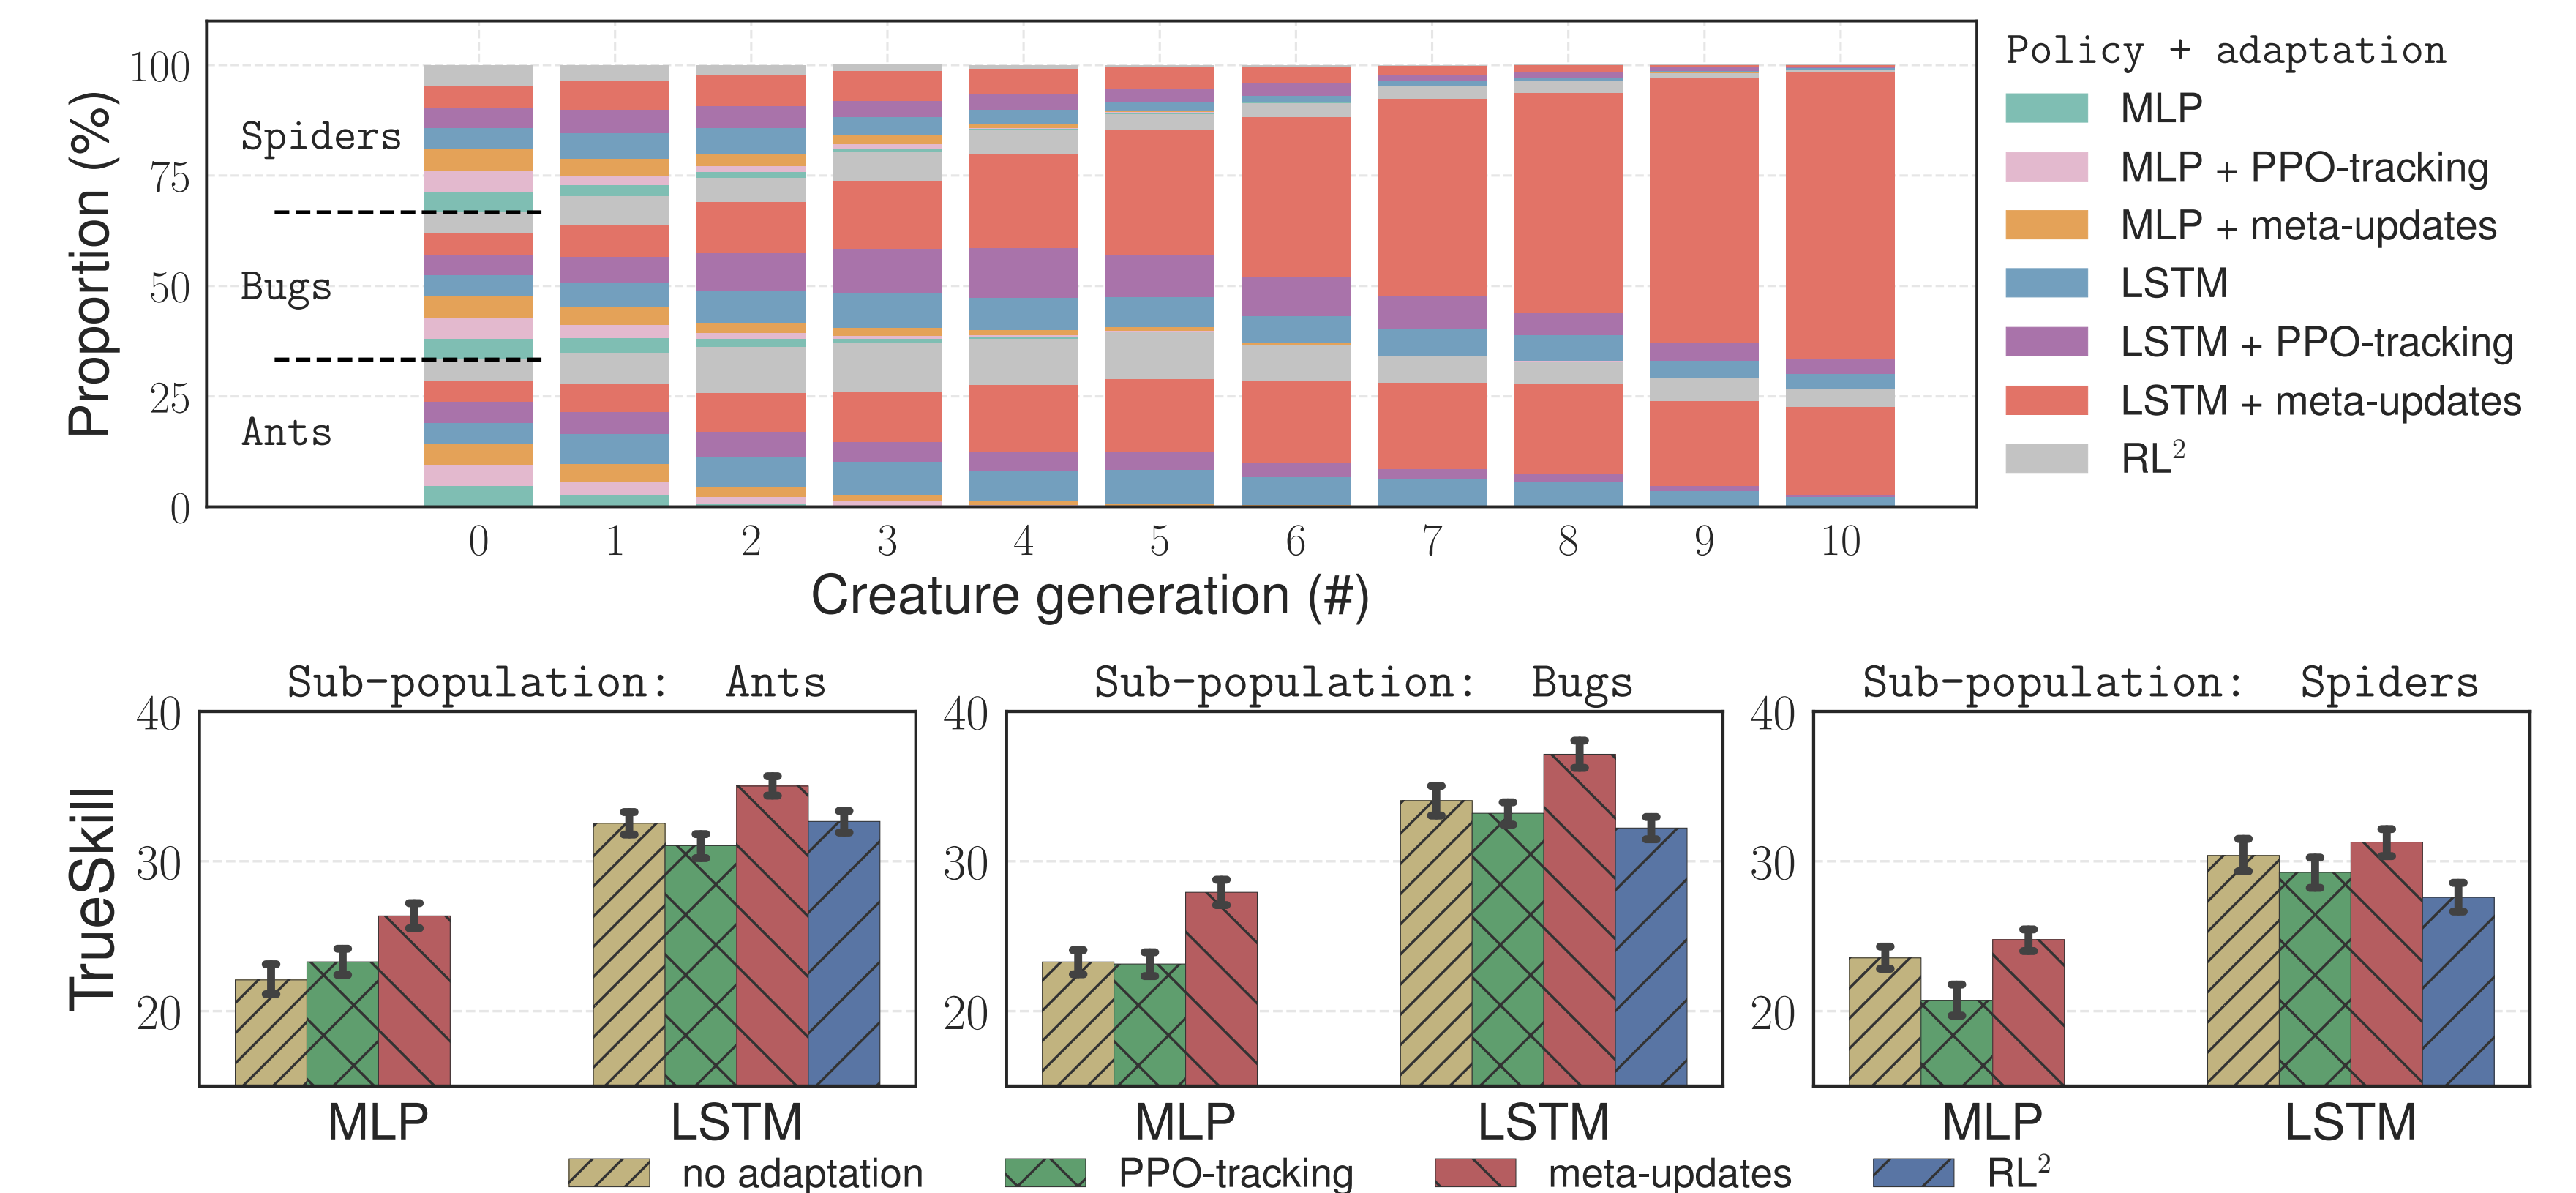 Proportion (%)
100
75
50
25
0
Spiders
Bugs
Ants
0 1 2 3 4 5 6 7 8 9 10
Creature generation (#)
Policy + adaptation
MLP
MLP + PPO-tracking
MLP + meta-updates
LSTM
LSTM + PPO-tracking
LSTM + meta-updates
RL²
TrueSkill
Sub-population: Ants
40
30
20
MLP LSTM
Sub-population: Bugs
40
30
20
MLP LSTM
Sub-population: Spiders
40
30
20
MLP LSTM
no adaptation PPO-tracking meta-updates RL²